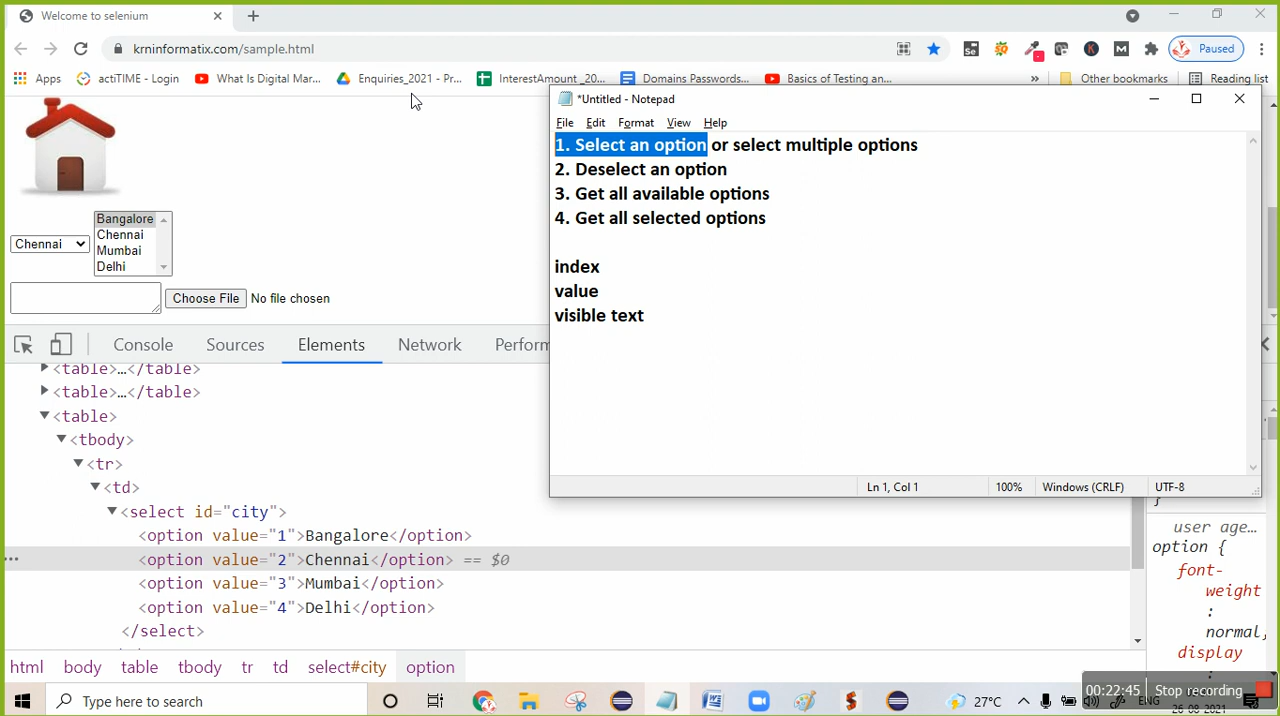 Welcome to selenium
krninformatix.com/sample.html
Paused
Apps
actiTIME - Login
What Is Digital Mar...
Enquiries_2021 - Pr...
InterestAmount_20...
Domains Passwords...
Basics of Testing an...
»
Other bookmarks
Reading list
*Untitled - Notepad
File Edit Format View Help
1. Select an option or select multiple options
2. Deselect an option
3. Get all available options
4. Get all selected options
index
value
visible text
Ln 1, Col 1
100%
Windows (CRLF)
UTF-8
Chennai
Bangalore
Chennai
Mumbai
Delhi
Choose File No file chosen
Console Sources Elements Network Perform
<table>…</table>
<table>…</table>
<table>
<tbody>
<tr>
<td>
<select id="city">
<option value="1">Bangalore</option>
<option value="2">Chennai</option> == $0
<option value="3">Mumbai</option>
<option value="4">Delhi</option>
</select>
}
user age…
option {
font-
weight
:
normal;
display
:
html body table tbody tr td select#city option
Type here to search
27°C
ENG
26-08-2021
00:22:45
Stop recording